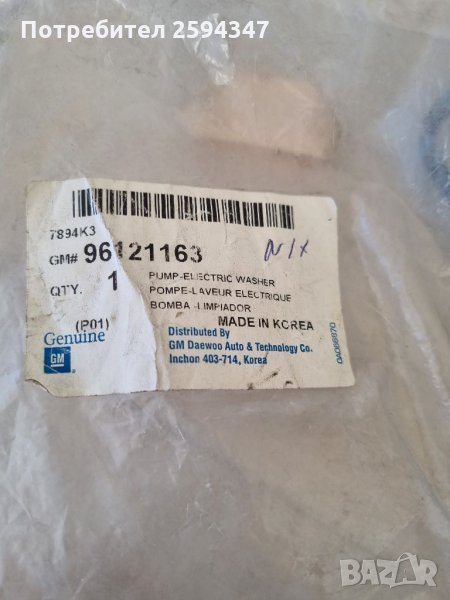 Потребител 2594347
7894K3
GM# 96121163
QTY. 1
PUMP-ELECTRIC WASHER
POMPE-LAVEUR ELECTRIQUE
BOMBA -LIMPIADOR
(P01)
MADE IN KOREA
Genuine
GM
Distributed By
GM Daewoo Auto & Technology Co.
Inchon 403-714, Korea
BAZAR